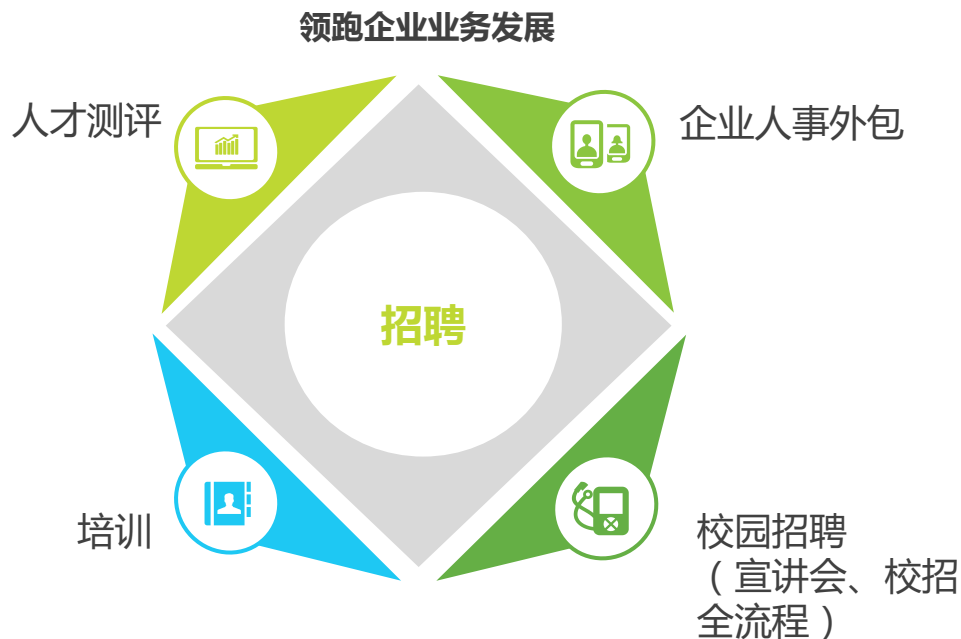 领跑企业业务发展
人才测评
企业人事外包
招聘
培训
校园招聘
（宣讲会、校招
全流程）